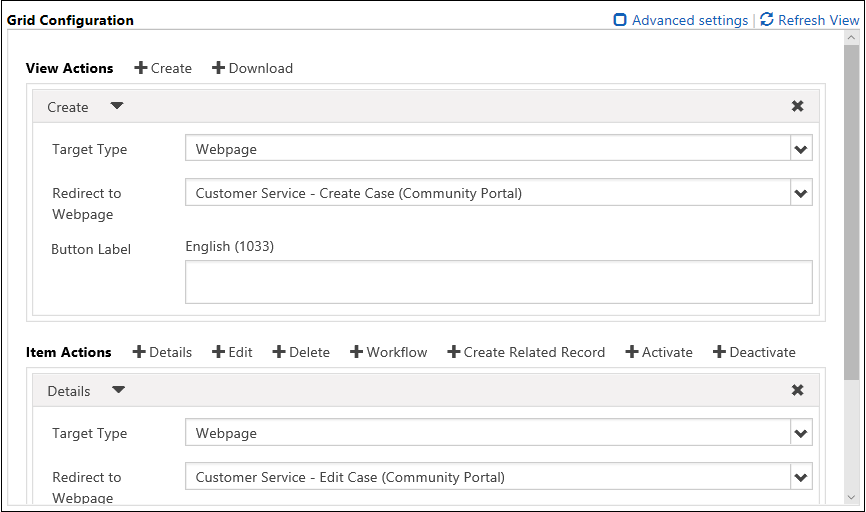 Grid Configuration Advanced settings | Refresh View
View Actions Create Download
Create
Target Type Webpage
Redirect to Customer Service - Create Case (Community Portal)
Webpage
Button Label English (1033)
Item Actions Details Edit Delete Workflow Create Related Record Activate Deactivate
Details
Target Type Webpage
Redirect to Customer Service - Edit Case (Community Portal)
Webpage